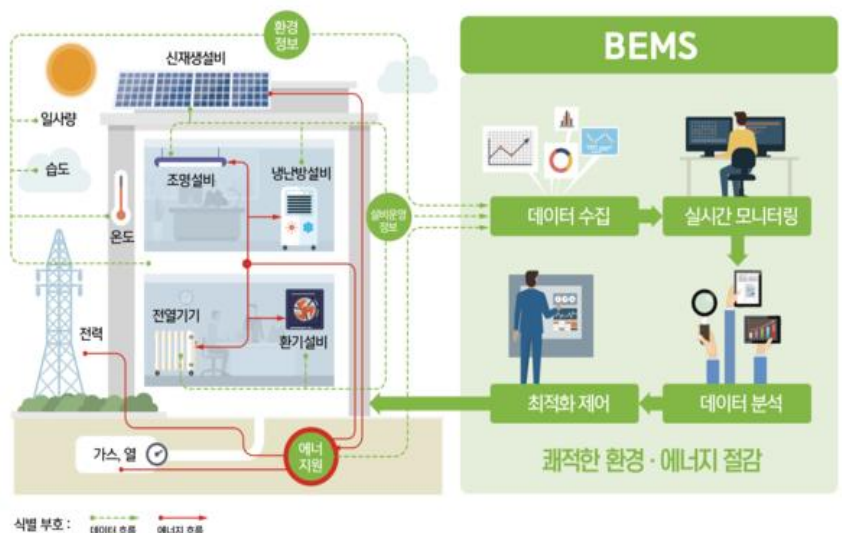 환경
정보
BEMS
신재생설비
일사량
습도
온도
조명설비
냉난방설비
설비운영
정보
데이터 수집
실시간 모니터링
전력
전열기기
환기설비
최적화 제어
데이터 분석
가스, 열
에너
지원
쾌적한 환경 · 에너지 절감
식별 부호 :
데이터 흐름
에너지 흐름